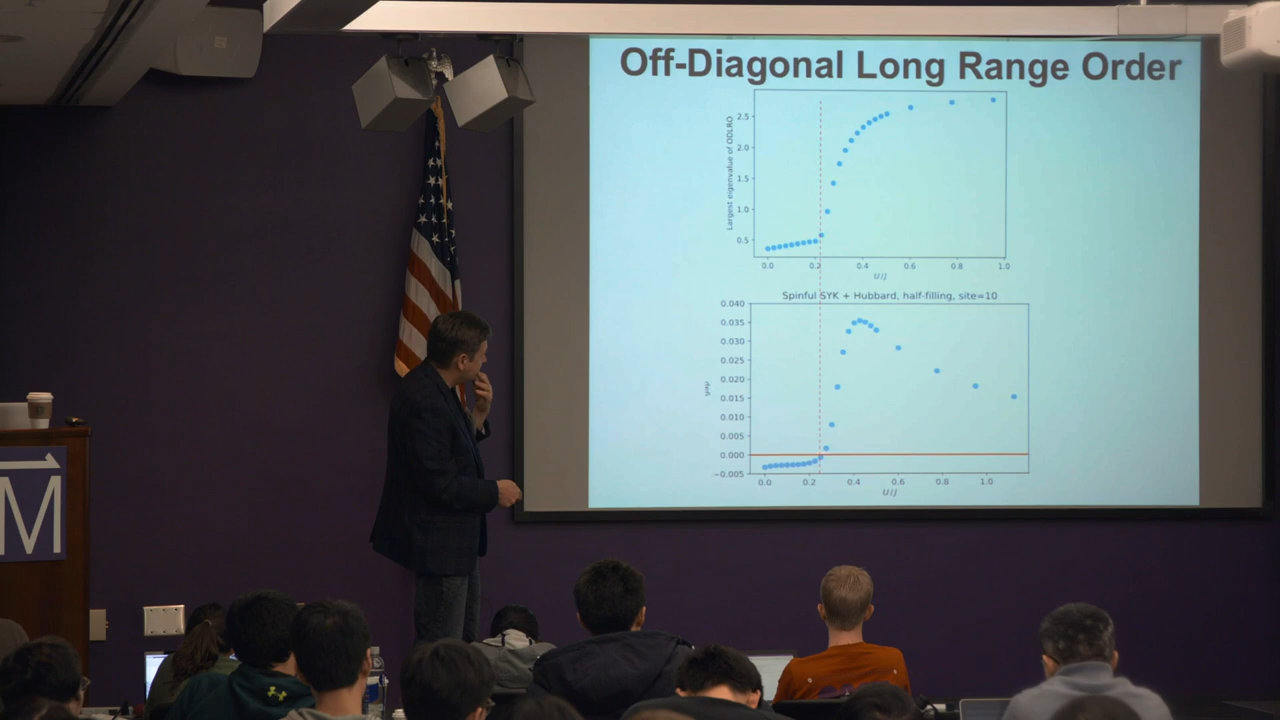 Off-Diagonal Long Range Order
Largest eigenvalue of ODLRO
2.5
2.0
1.5
1.0
0.5
0.0 0.2 0.4 0.6 0.8 1.0
U/J
Spinful SYK + Hubbard, half-filling, site=10
gap
0.040
0.035
0.030
0.025
0.020
0.015
0.010
0.005
0.000
−0.005
0.0 0.2 0.4 0.6 0.8 1.0
U/J
M